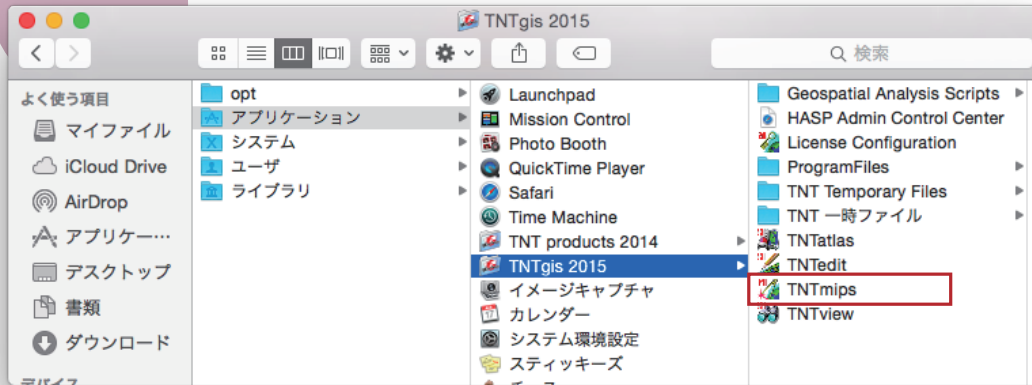 TNTgis 2015
検索
よく使う項目
マイファイル
iCloud Drive
AirDrop
アプリケー…
デスクトップ
書類
ダウンロード
デバイス
opt
アプリケーション
システム
ユーザ
ライブラリ
Launchpad
Mission Control
Photo Booth
QuickTime Player
Safari
Time Machine
TNT products 2014
TNTgis 2015
イメージキャプチャ
カレンダー
システム環境設定
スティッキーズ
Geospatial Analysis Scripts
HASP Admin Control Center
License Configuration
ProgramFiles
TNT Temporary Files
TNT 一時ファイル
TNTatlas
TNTedit
TNTmips
TNTview